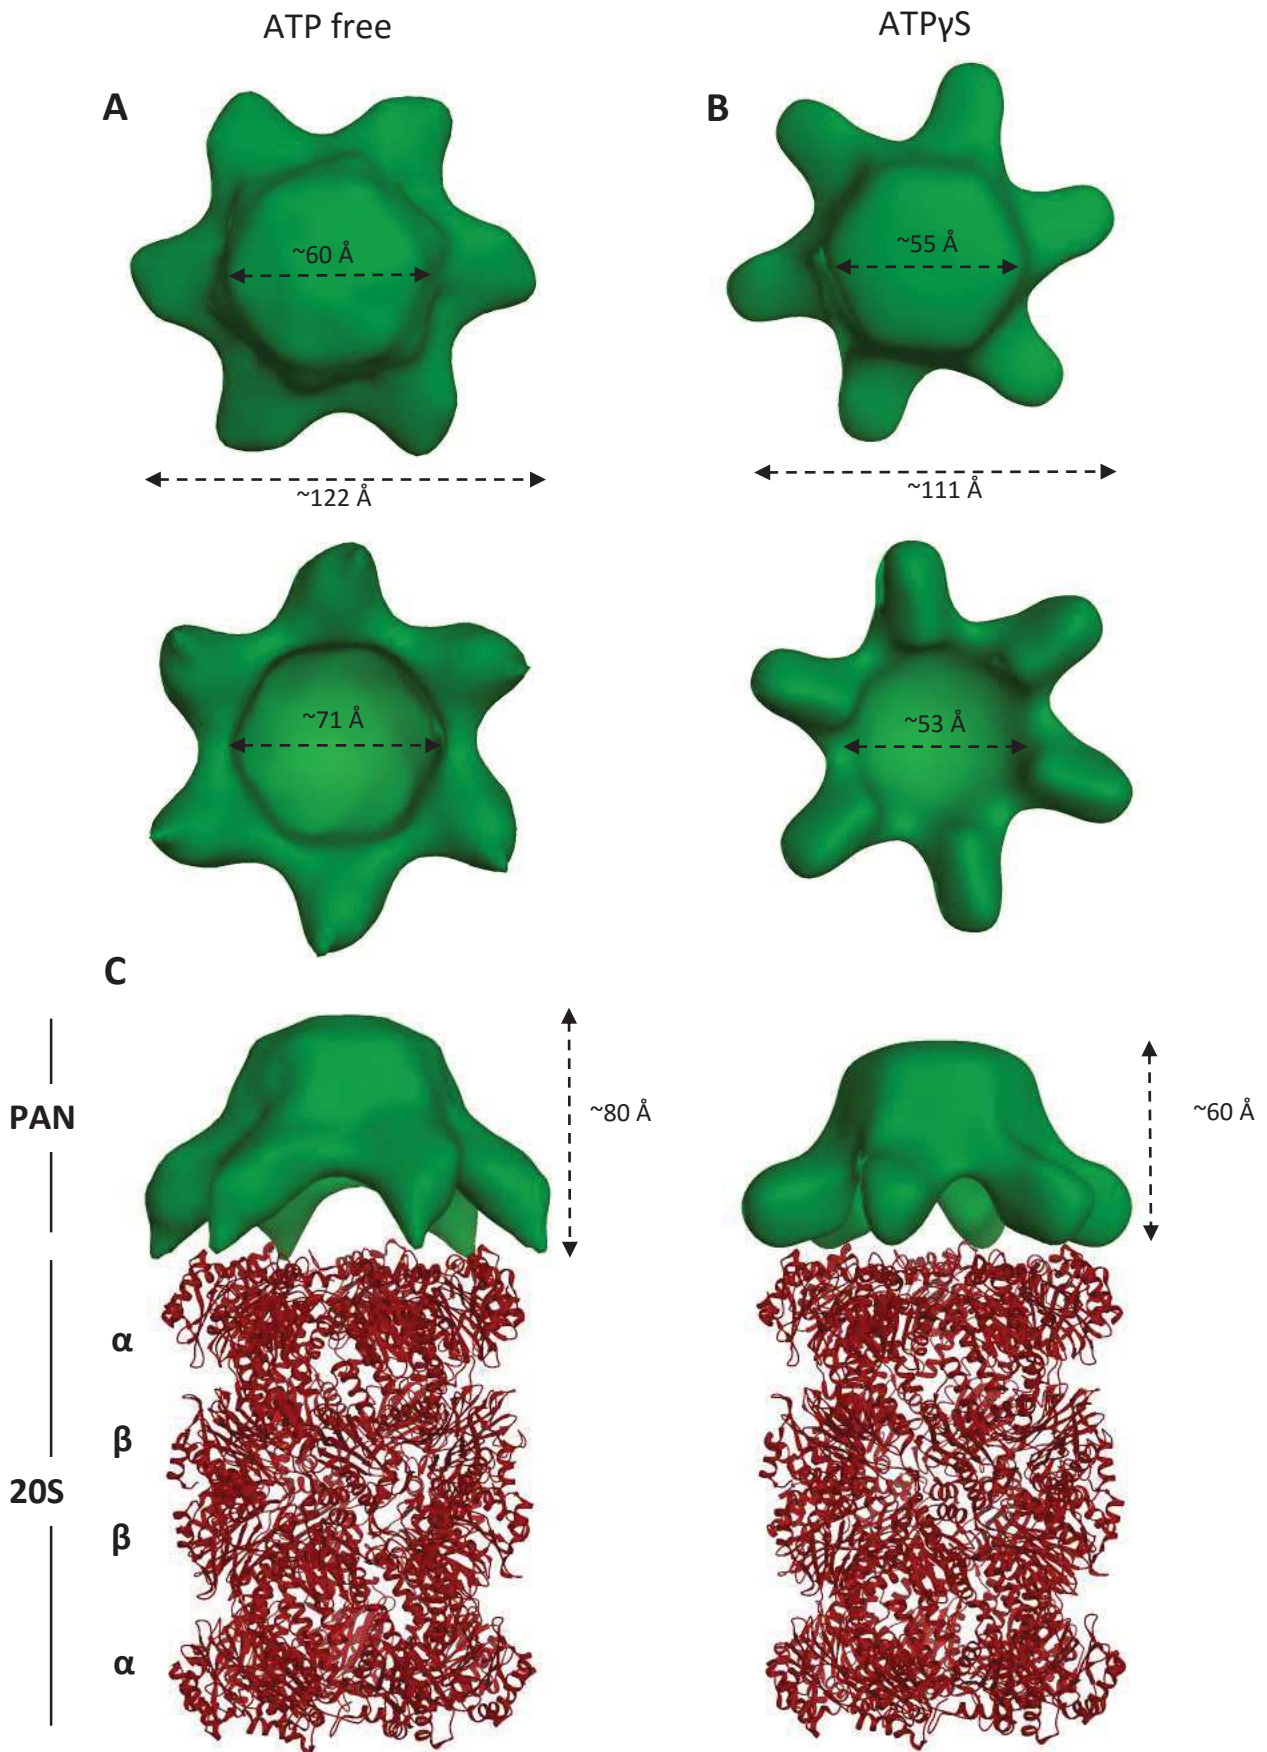 ATP free
ATPγS
A
B
~60 Å
~55 Å
~122 Å
~111 Å
~71 Å
~53 Å
C
PAN
~80 Å
~60 Å
α
β
20S
β
α